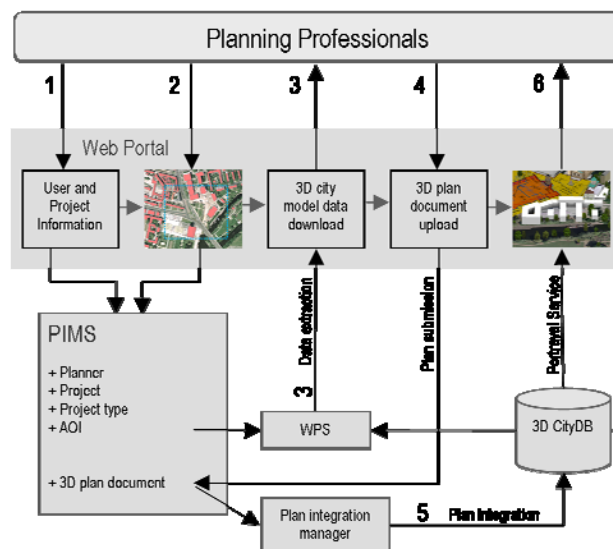 Planning Professionals
1
2
3
4
6
Web Portal
User and
Project
Information
3D city
model data
download
3D plan
document
upload
Data extraction
3
Plan submission
Portrayal Service
PIMS
+ Planner
+ Project
+ Project type
+ AOI
+ 3D plan document
WPS
3D CityDB
Plan integration
manager
5
Plan Integration